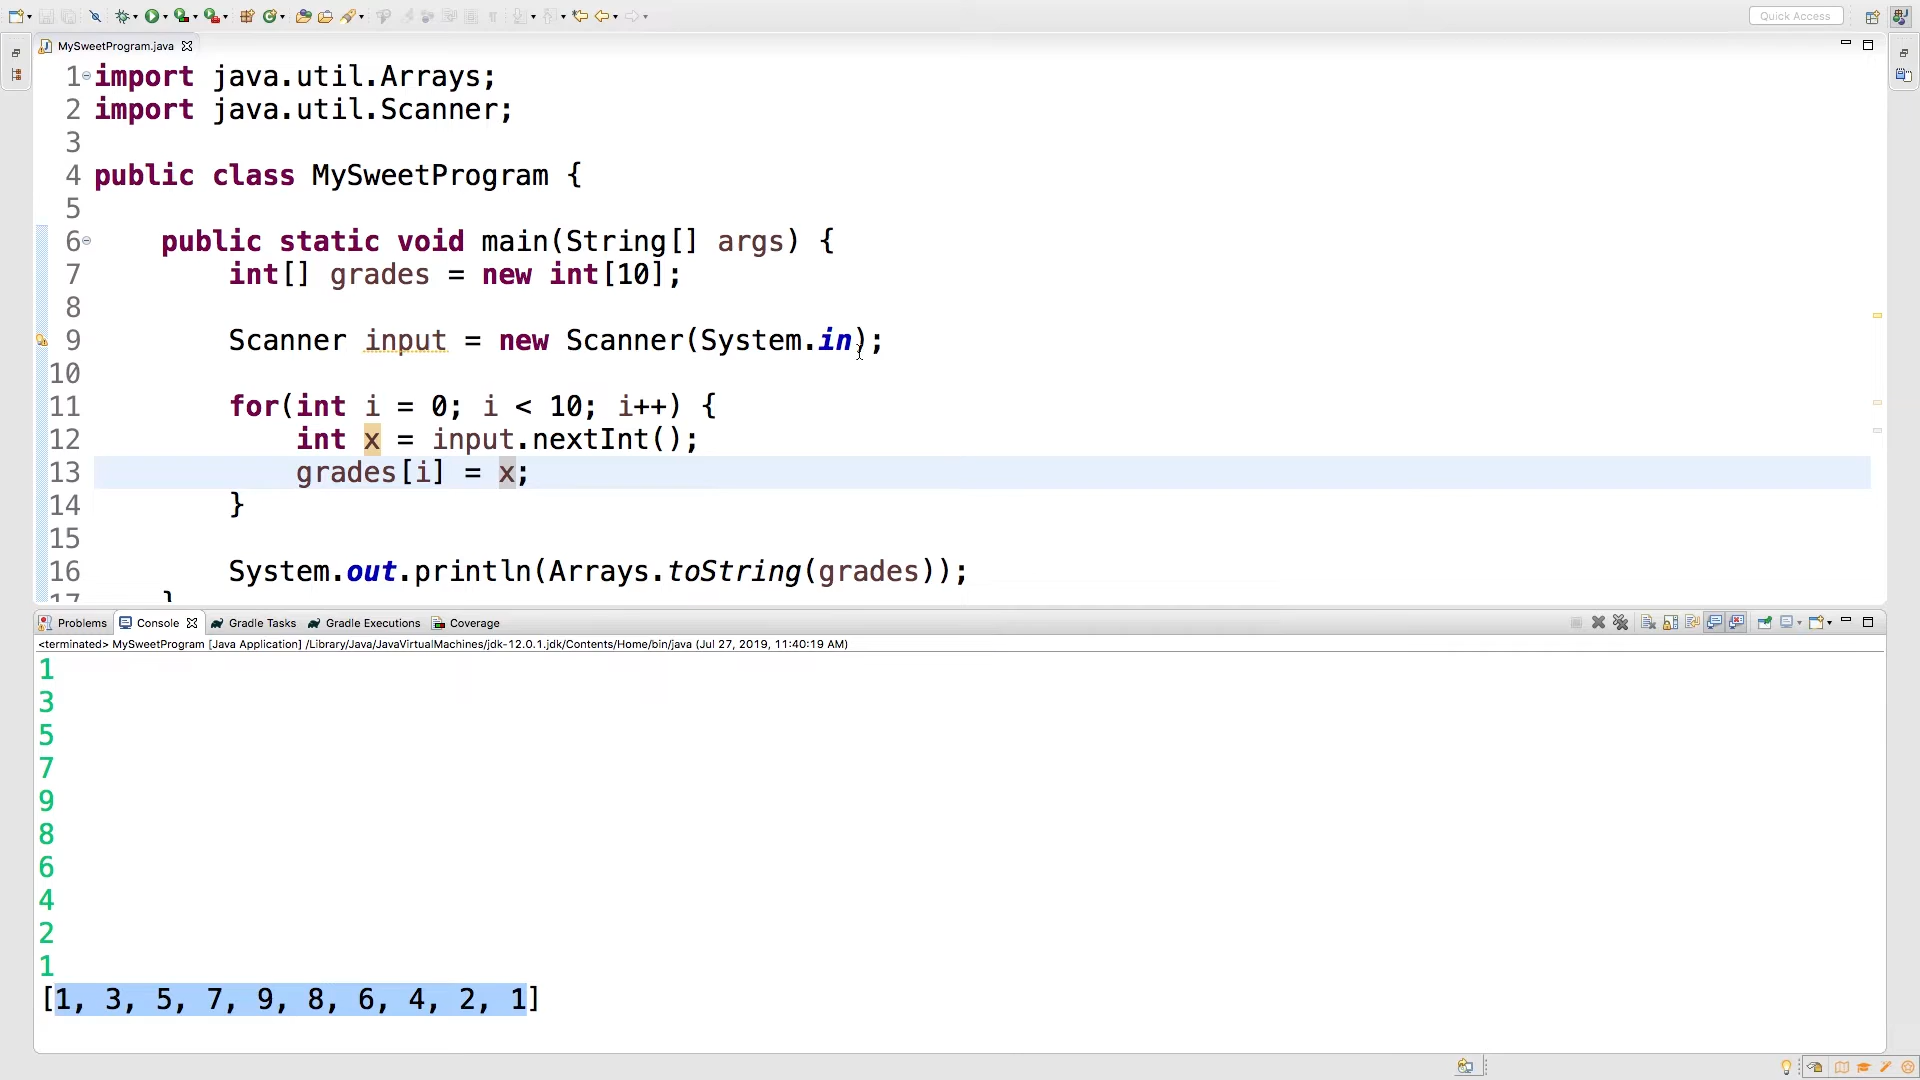 Quick Access
MySweetProgram.java
1 import java.util.Arrays;
2 import java.util.Scanner;
3
4 public class MySweetProgram {
5
6 public static void main(String[] args) {
7 int[] grades = new int[10];
8
9 Scanner input = new Scanner(System.in);
10
11 for(int i = 0; i < 10; i++) {
12 int x = input.nextInt();
13 grades[i] = x;
14 }
15
16 System.out.println(Arrays.toString(grades));
17 }
Problems Console Gradle Tasks Gradle Executions Coverage
<terminated> MySweetProgram [Java Application] /Library/Java/JavaVirtualMachines/jdk-12.0.1.jdk/Contents/Home/bin/java (Jul 27, 2019, 11:40:19 AM)
1
3
5
7
9
8
6
4
2
1
[1, 3, 5, 7, 9, 8, 6, 4, 2, 1]